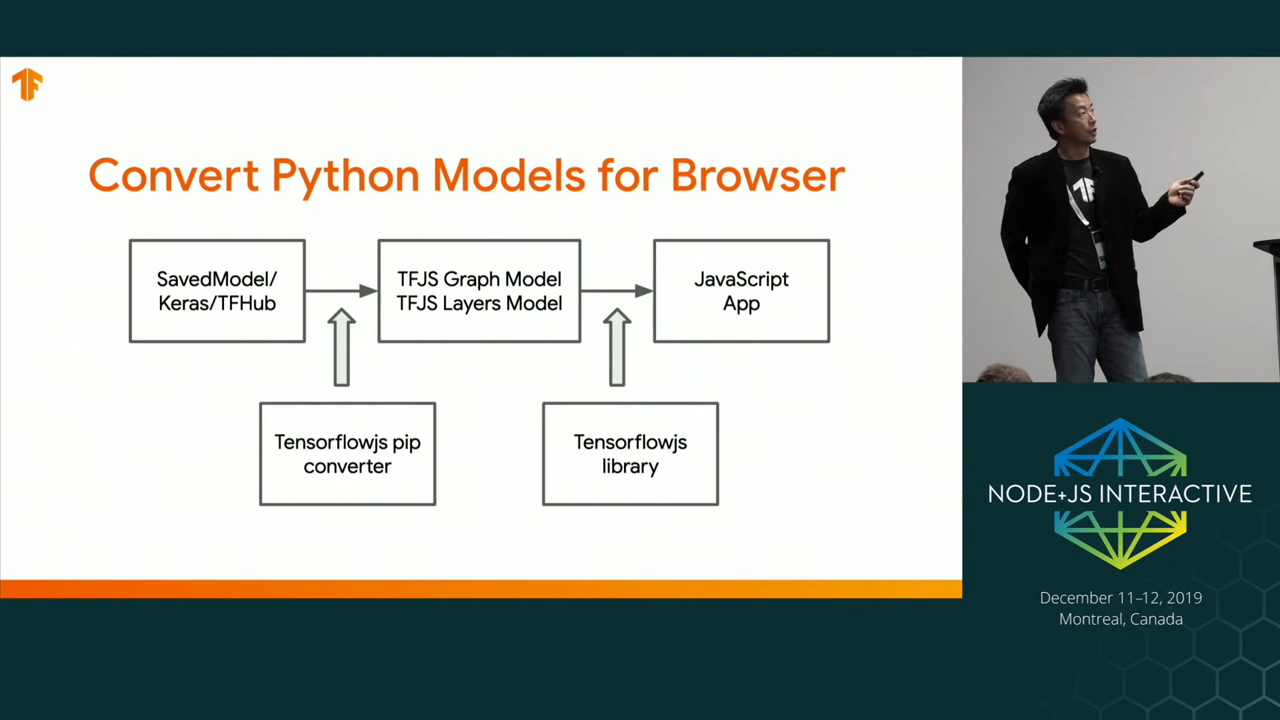 Convert Python Models for Browser
SavedModel/
Keras/TFHub
TFJS Graph Model
TFJS Layers Model
JavaScript
App
Tensorflowjs pip
converter
Tensorflowjs
library
NODE+JS INTERACTIVE
December 11–12, 2019
Montreal, Canada